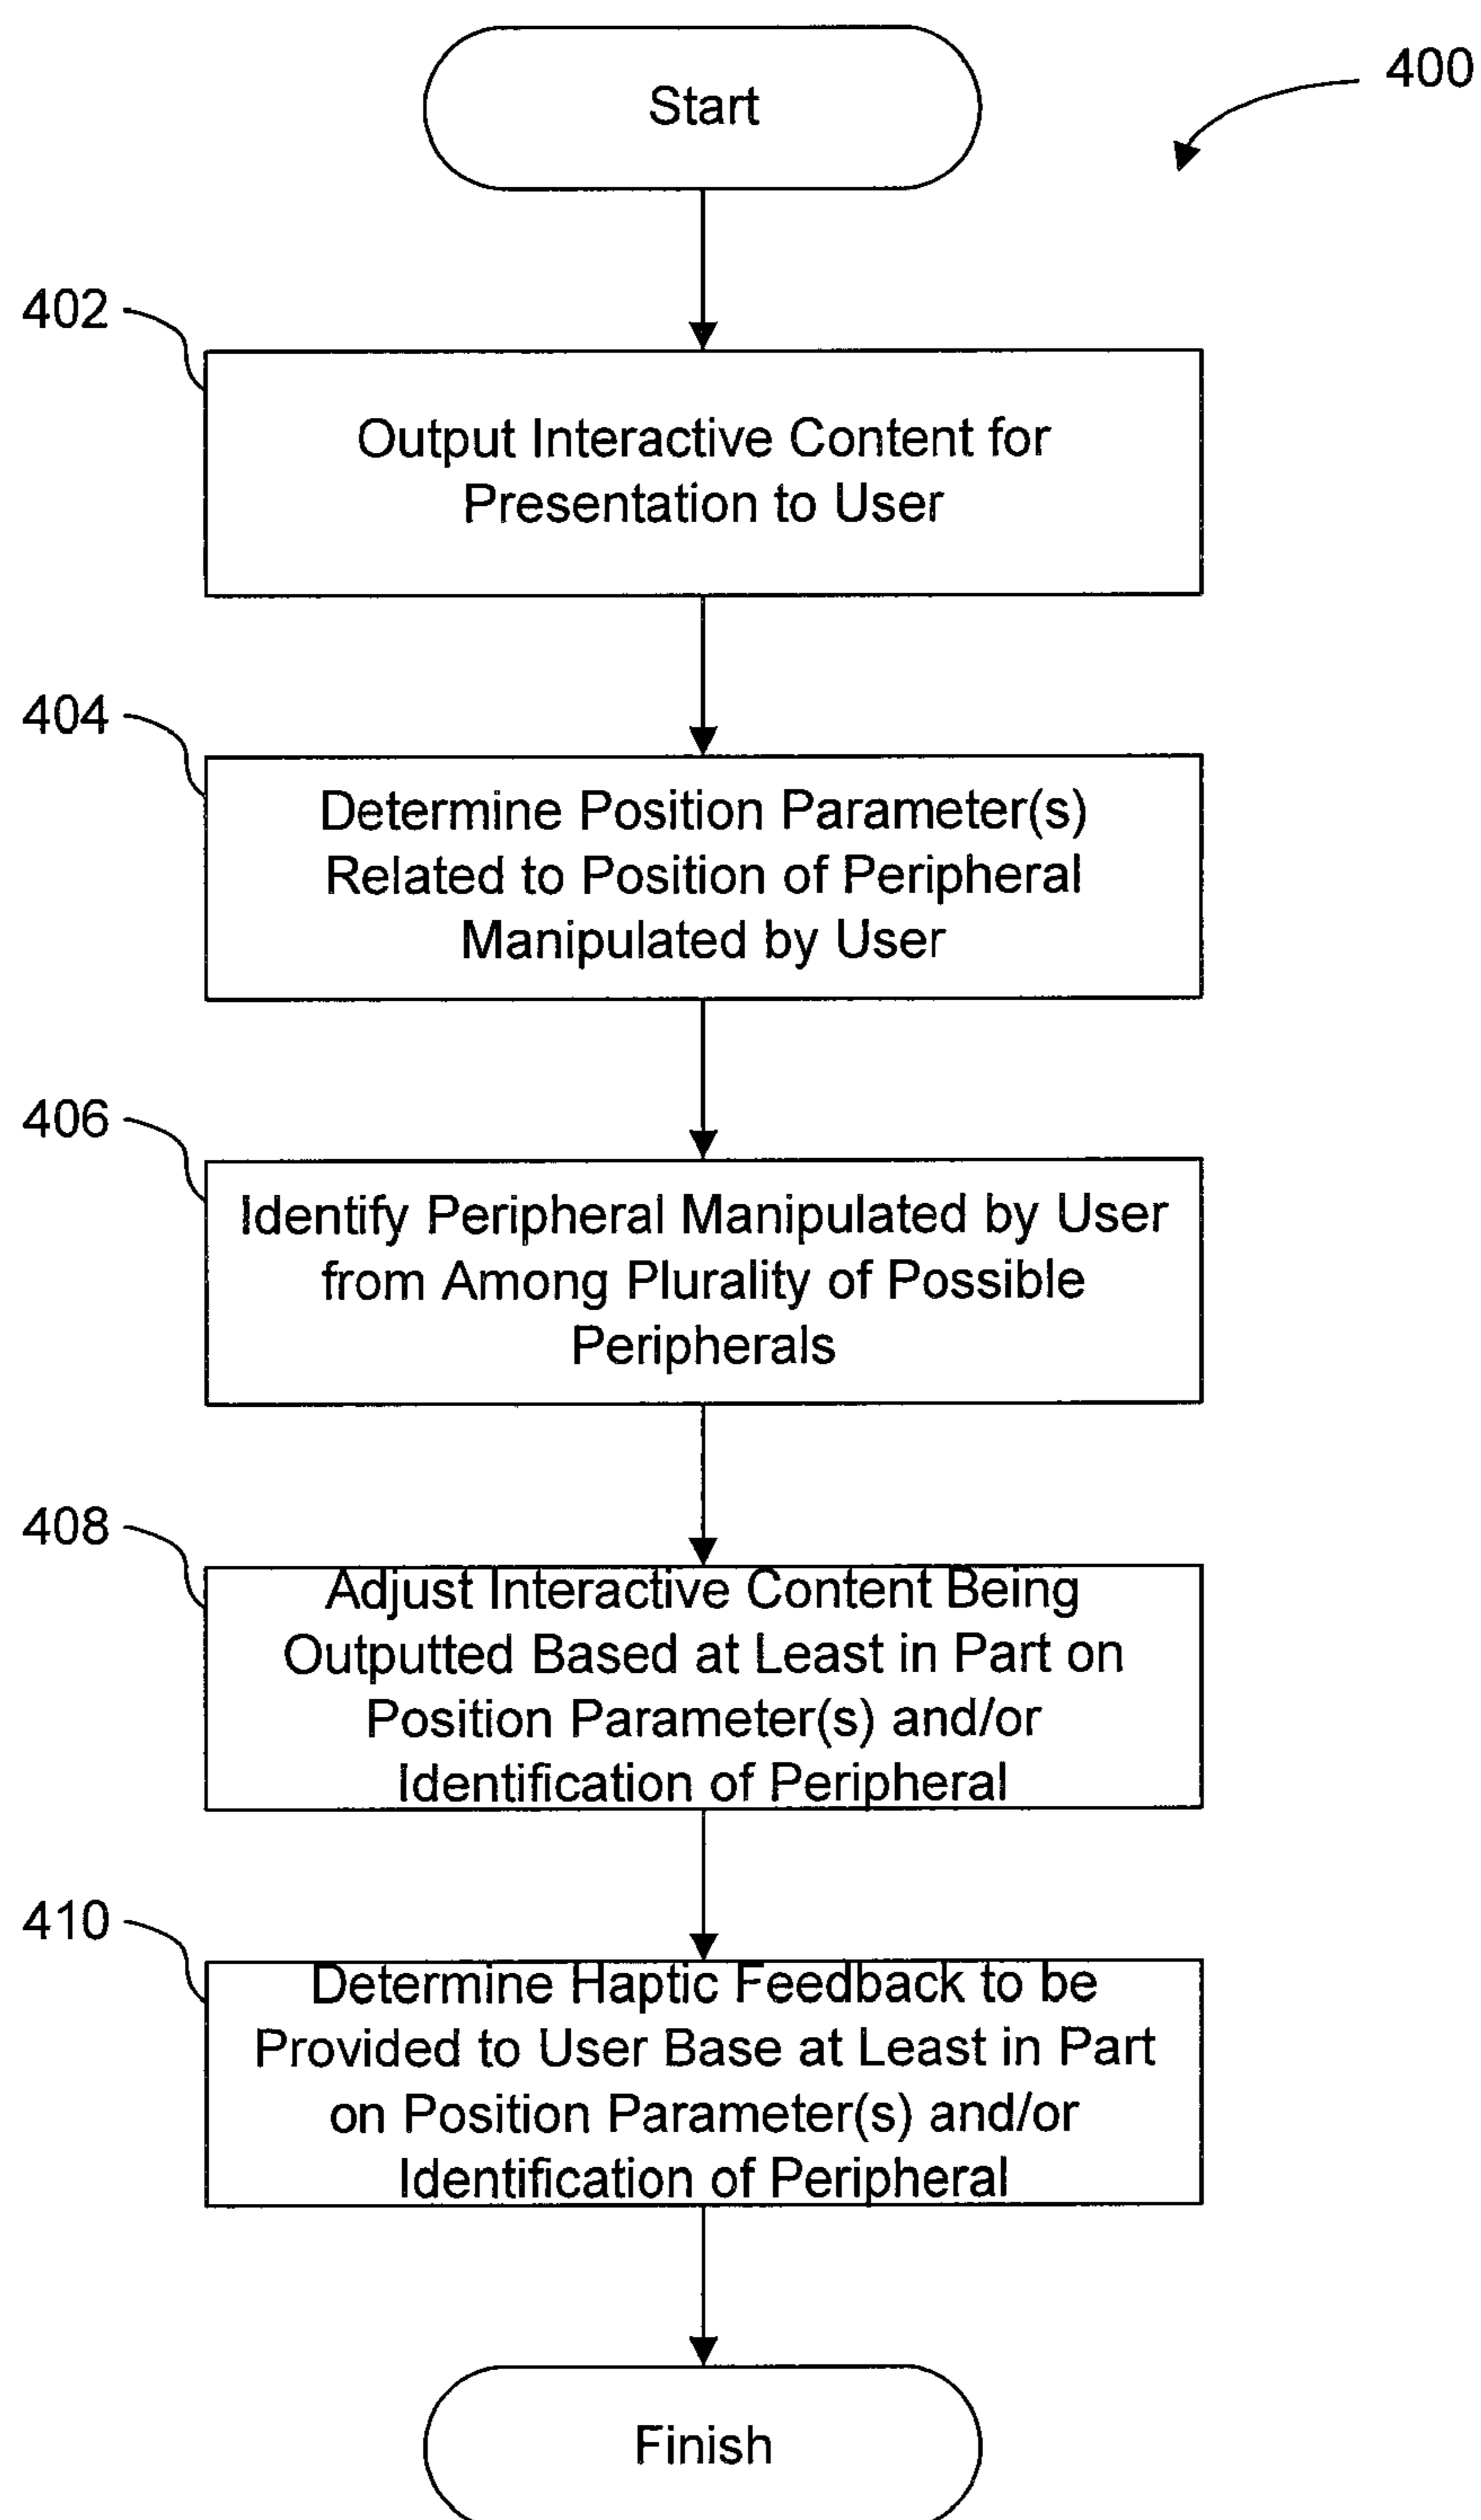 Start
400
402
Output Interactive Content for
Presentation to User
404
Determine Position Parameter(s)
Related to Position of Peripheral
Manipulated by User
406
Identify Peripheral Manipulated by User
from Among Plurality of Possible
Peripherals
408
Adjust Interactive Content Being
Outputted Based at Least in Part on
Position Parameter(s) and/or
Identification of Peripheral
410
Determine Haptic Feedback to be
Provided to User Base at Least in Part
on Position Parameter(s) and/or
Identification of Peripheral
Finish